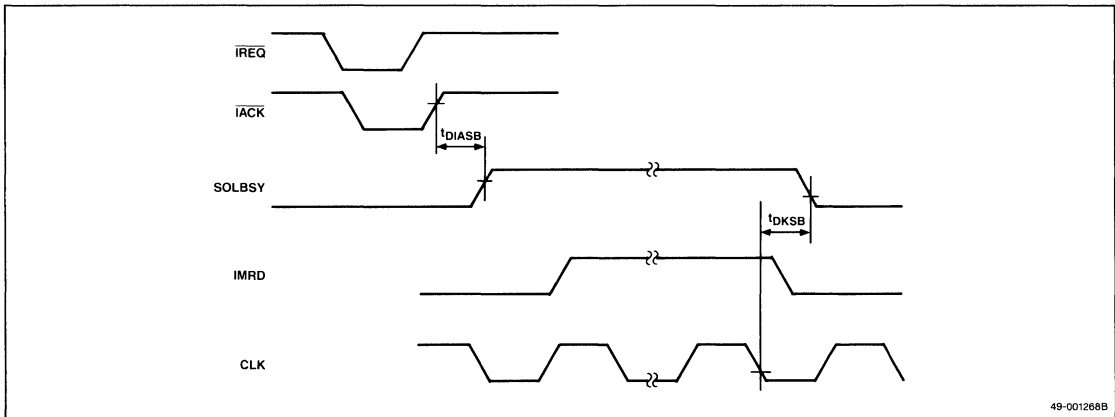 IREQ
IACK
tDIASB
SOLBSY
tDKSB
IMRD
CLK
49-001268B